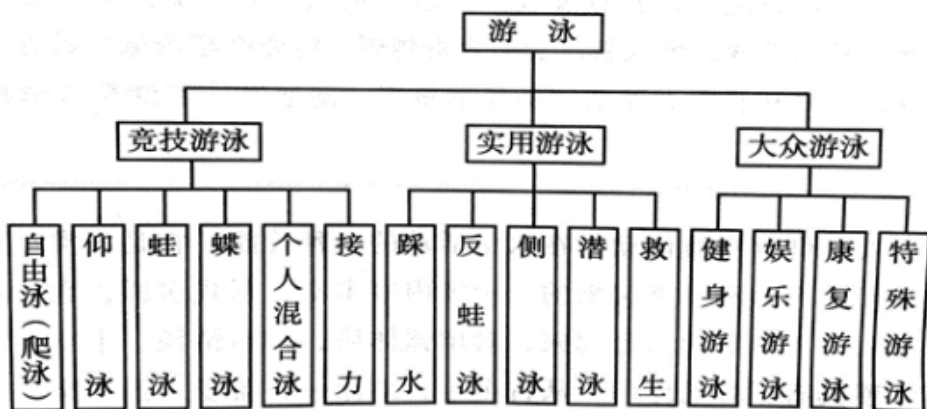 游 泳
竞技游泳
实用游泳
大众游泳
自由泳(爬泳)
仰泳
蛙泳
蝶泳
个人混合泳
接力
踩水
反蛙泳
侧泳
潜泳
救生
健身游泳
娱乐游泳
康复游泳
特殊游泳